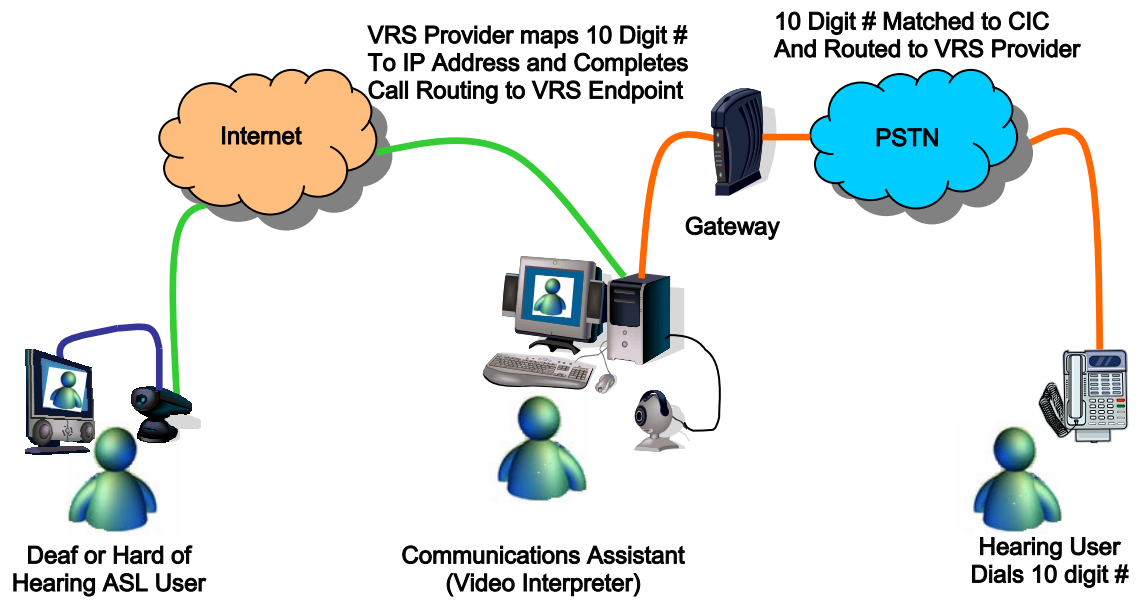 VRS Provider maps 10 Digit #
To IP Address and Completes
Call Routing to VRS Endpoint
10 Digit # Matched to CIC
And Routed to VRS Provider
Internet
PSTN
Gateway
Deaf or Hard of
Hearing ASL User
Communications Assistant
(Video Interpreter)
Hearing User
Dials 10 digit #